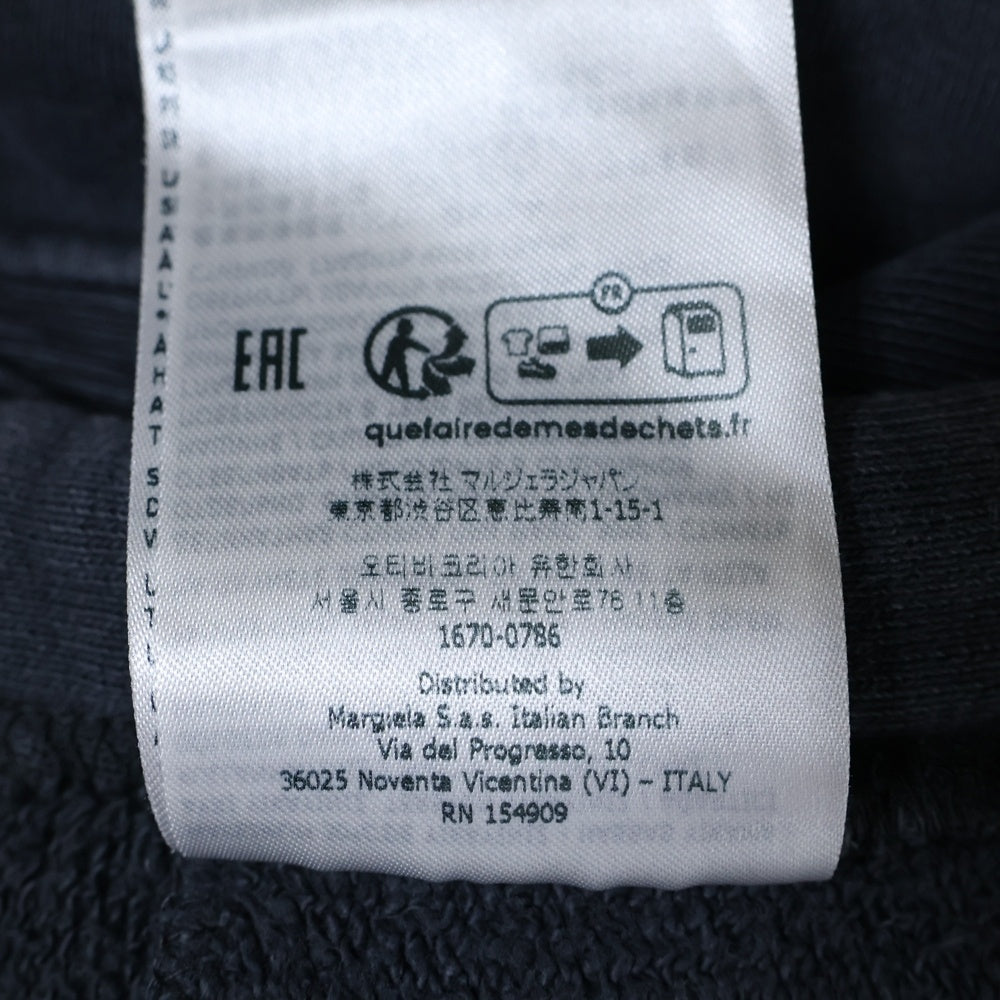 EAC
FR
quefairedemesdechets.fr
株式会社 マルジェラジャパン
東京都渋谷区恵比寿南1-15-1
오티비코리아 유한회사
서울시 종로구 새문안로76 11층
1670-0786
Distributed by
Margiela S.a.s. Italian Branch
Via del Progresso, 10
36025 Noventa Vicentina (VI) – ITALY
RN 154909